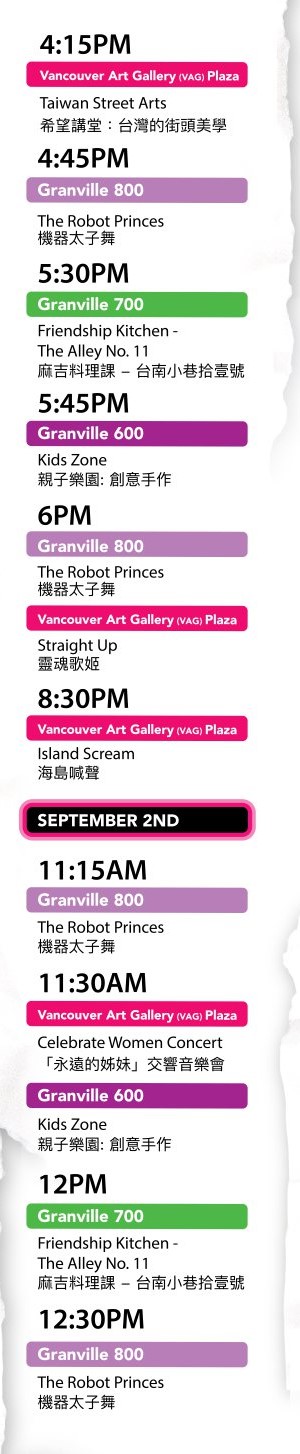 4:15PM
Vancouver Art Gallery (VAG) Plaza
Taiwan Street Arts
希望講堂：台灣的街頭美學
4:45PM
Granville 800
The Robot Princes
機器太子舞
5:30PM
Granville 700
Friendship Kitchen -
The Alley No. 11
麻吉料理課 – 台南小巷拾壹號
5:45PM
Granville 600
Kids Zone
親子樂園: 創意手作
6PM
Granville 800
The Robot Princes
機器太子舞
Vancouver Art Gallery (VAG) Plaza
Straight Up
靈魂歌姬
8:30PM
Vancouver Art Gallery (VAG) Plaza
Island Scream
海島喊聲
SEPTEMBER 2ND
11:15AM
Granville 800
The Robot Princes
機器太子舞
11:30AM
Vancouver Art Gallery (VAG) Plaza
Celebrate Women Concert
「永遠的姊妹」交響音樂會
Granville 600
Kids Zone
親子樂園: 創意手作
12PM
Granville 700
Friendship Kitchen -
The Alley No. 11
麻吉料理課 – 台南小巷拾壹號
12:30PM
Granville 800
The Robot Princes
機器太子舞